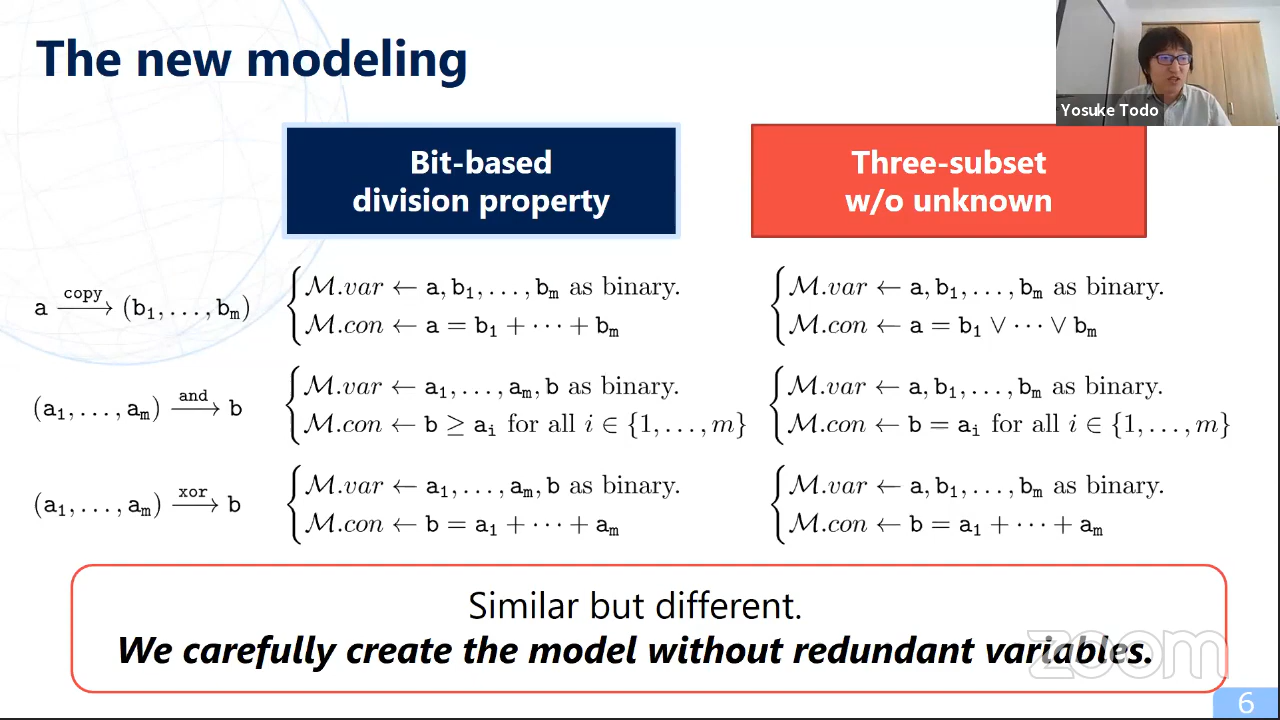 The new modeling
Yosuke Todo
Bit-based
division property
Three-subset
w/o unknown
a —copy→ (b₁, . . . , bₘ)
M.var ← a, b₁, . . . , bₘ as binary.
M.con ← a = b₁ + · · · + bₘ
M.var ← a, b₁, . . . , bₘ as binary.
M.con ← a = b₁ ∨ · · · ∨ bₘ
(a₁, . . . , aₘ) —and→ b
M.var ← a₁, . . . , aₘ, b as binary.
M.con ← b ≥ aᵢ for all i ∈ {1, . . . , m}
M.var ← a, b₁, . . . , bₘ as binary.
M.con ← b = aᵢ for all i ∈ {1, . . . , m}
(a₁, . . . , aₘ) —xor→ b
M.var ← a₁, . . . , aₘ, b as binary.
M.con ← b = a₁ + · · · + aₘ
M.var ← a, b₁, . . . , bₘ as binary.
M.con ← b = a₁ + · · · + aₘ
Similar but different.
We carefully create the model without redundant variables.
zoom
6